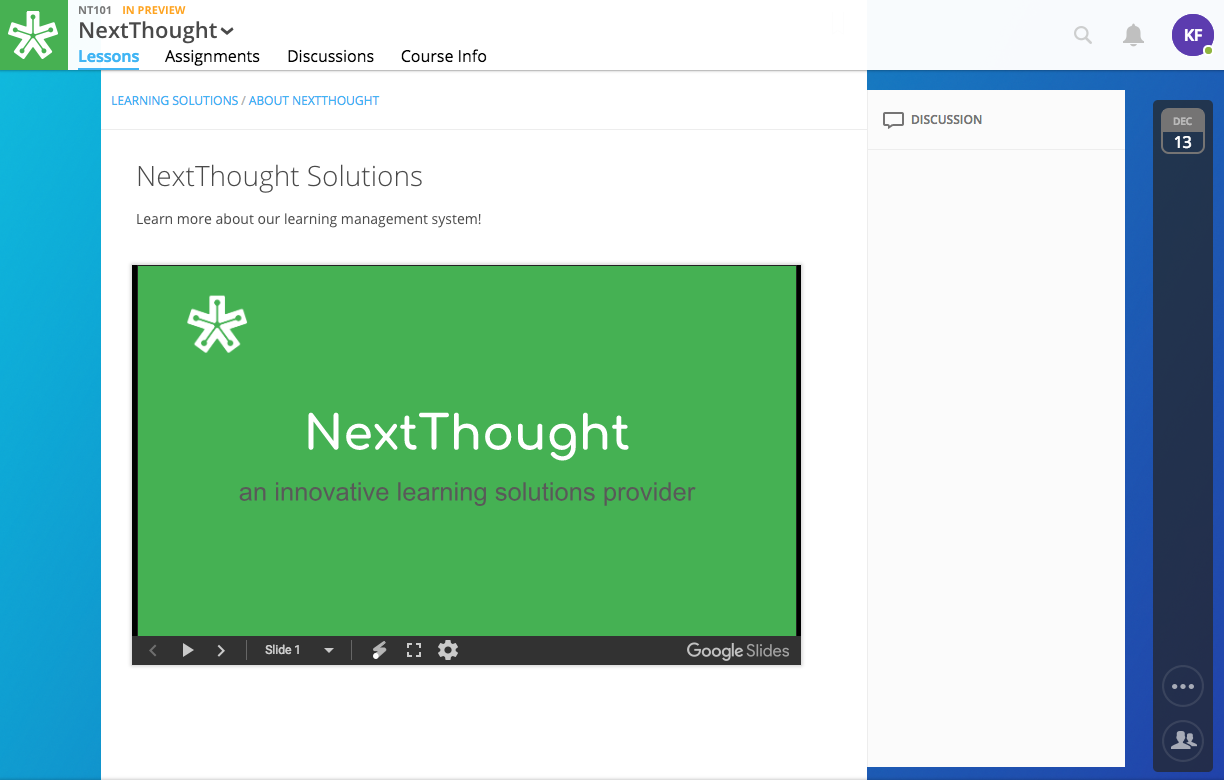 NT101 IN PREVIEW
NextThought
Lessons Assignments Discussions Course Info
KF
LEARNING SOLUTIONS / ABOUT NEXTTHOUGHT
DISCUSSION
DEC
13
NextThought Solutions
Learn more about our learning management system!
NextThought
an innovative learning solutions provider
Slide 1
Google Slides